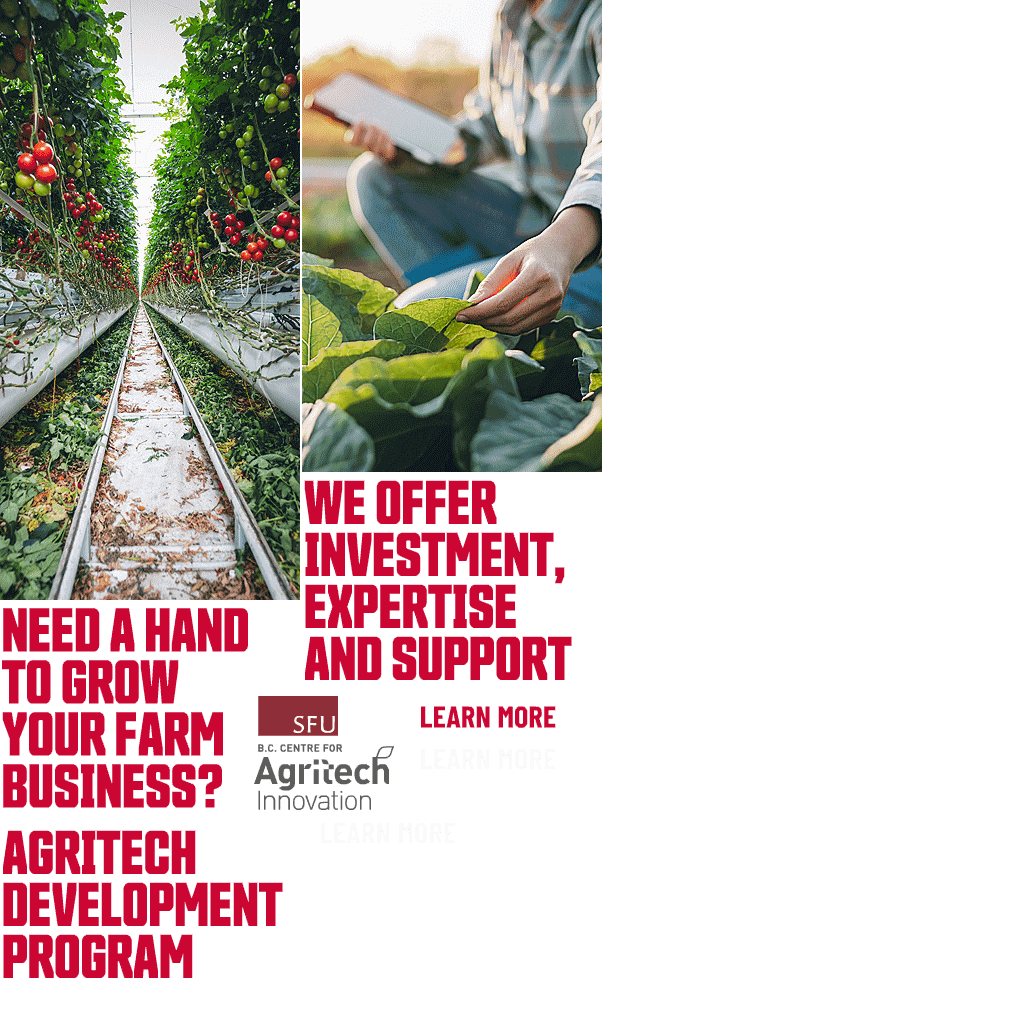 NEED A HAND
TO GROW
YOUR FARM
BUSINESS?
AGRITECH
DEVELOPMENT
PROGRAM
WE OFFER
INVESTMENT,
EXPERTISE
AND SUPPORT
SFU
B.C. CENTRE FOR
Agritech
Innovation
LEARN MORE
LEARN MORE
LEARN MORE